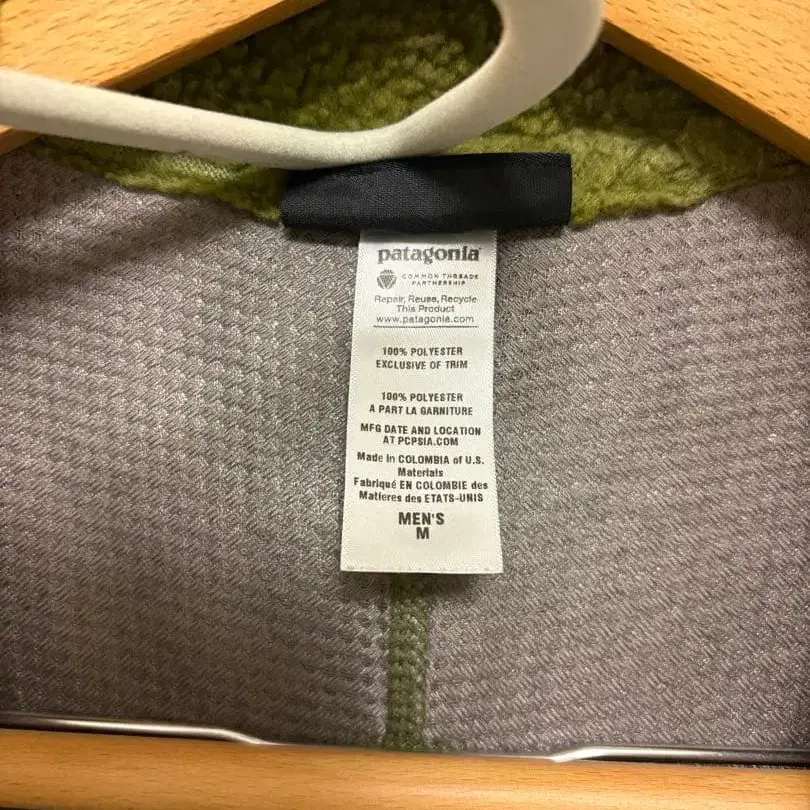 patagonia
COMMON THREADS
PARTNERSHIP
Repair, Reuse, Recycle
This Product
www.patagonia.com
100% POLYESTER
EXCLUSIVE OF TRIM
100% POLYESTER
A PART LA GARNITURE
MFG DATE AND LOCATION
AT PCPSIA.COM
Made in COLOMBIA of U.S.
Materials
Fabriqué EN COLOMBIE des
Matieres des ETATS-UNIS
MEN'S
M